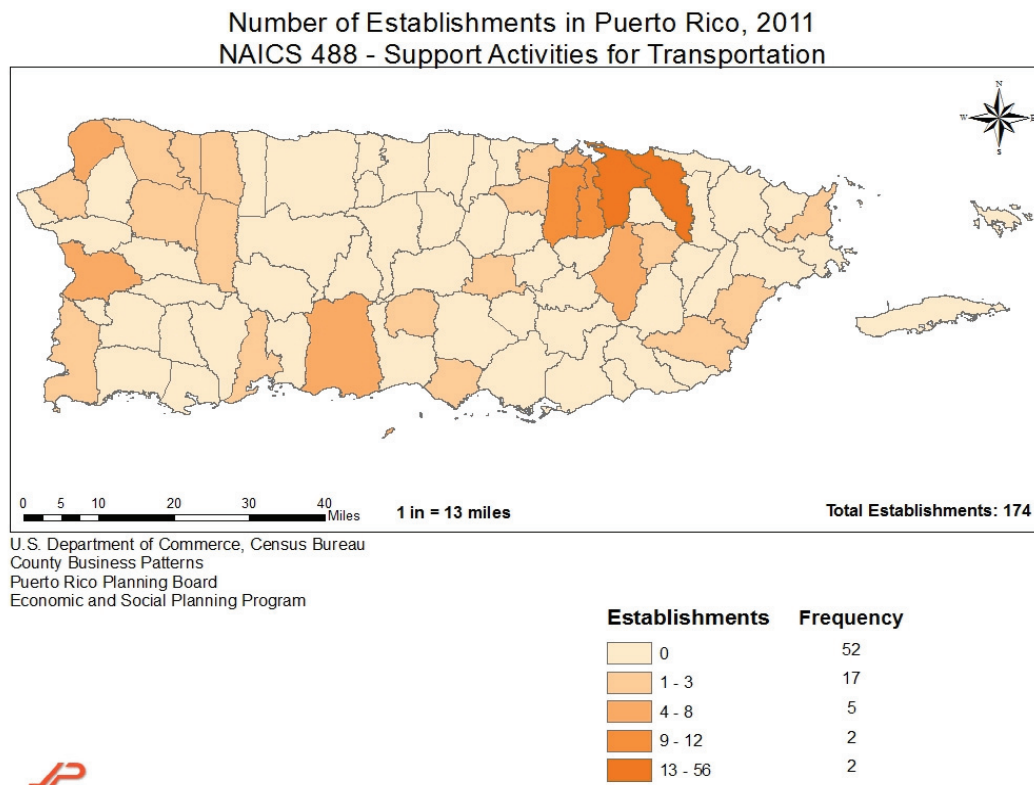 Number of Establishments in Puerto Rico, 2011
NAICS 488 - Support Activities for Transportation
N
W E
S
0 5 10 20 30 40
Miles
1 in = 13 miles
Total Establishments: 174
U.S. Department of Commerce, Census Bureau
County Business Patterns
Puerto Rico Planning Board
Economic and Social Planning Program
Establishments Frequency
0 52
1 - 3 17
4 - 8 5
9 - 12 2
13 - 56 2
JP